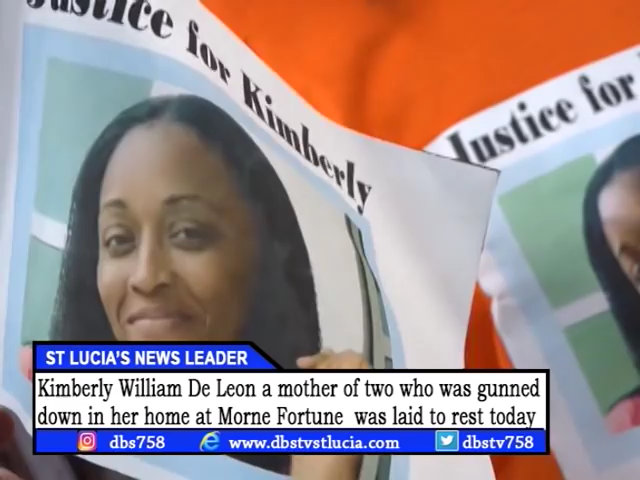 Justice for Kimberly
Justice for
ST LUCIA'S NEWS LEADER
Kimberly William De Leon a mother of two who was gunned
down in her home at Morne Fortune was laid to rest today
dbs758 www.dbstvstlucia.com dbstv758